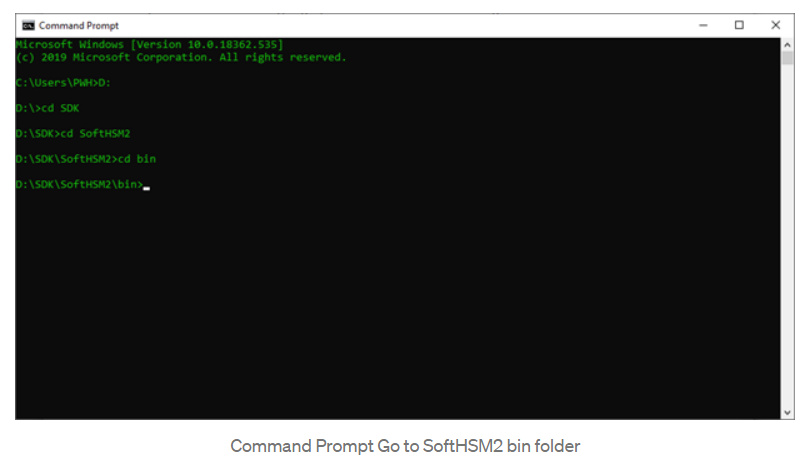 Command Prompt
Microsoft Windows [Version 10.0.18362.535]
(c) 2019 Microsoft Corporation. All rights reserved.
C:\Users\PWH>D:
D:\>cd SDK
D:\SDK>cd SoftHSM2
D:\SDK\SoftHSM2>cd bin
D:\SDK\SoftHSM2\bin>
Command Prompt Go to SoftHSM2 bin folder